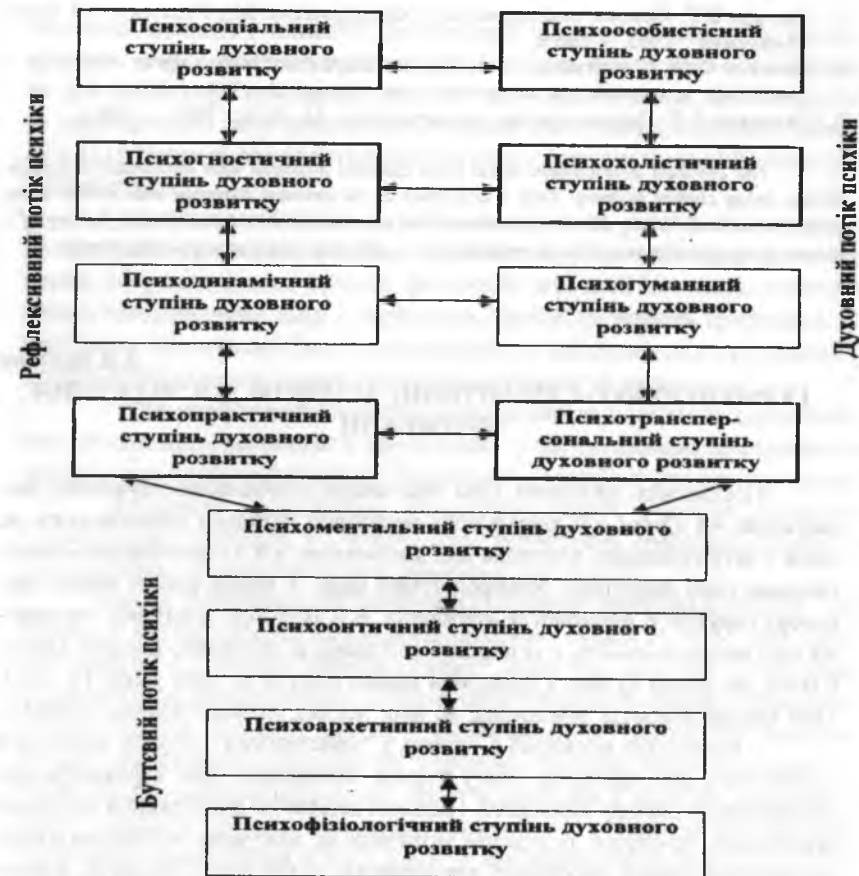 Психосоціальний
ступінь духовного
розвитку
Психоособистісний
ступінь духовного
розвитку
Рефлексивний потік психіки
Духовний потік психіки
Психогностичний
ступінь духовного
розвитку
Психохолістичний
ступінь духовного
розвитку
Психодинамічний
ступінь духовного
розвитку
Психогуманний
ступінь духовного
розвитку
Психопрактичний
ступінь духовного
розвитку
Психотранспер-
сональний ступінь
духовного розвитку
Буттєвий потік психіки
Психоментальний ступінь духовного
розвитку
Психоонтичний ступінь духовного
розвитку
Психоархетипний ступінь духовного
розвитку
Психофізіологічний ступінь духовного
розвитку